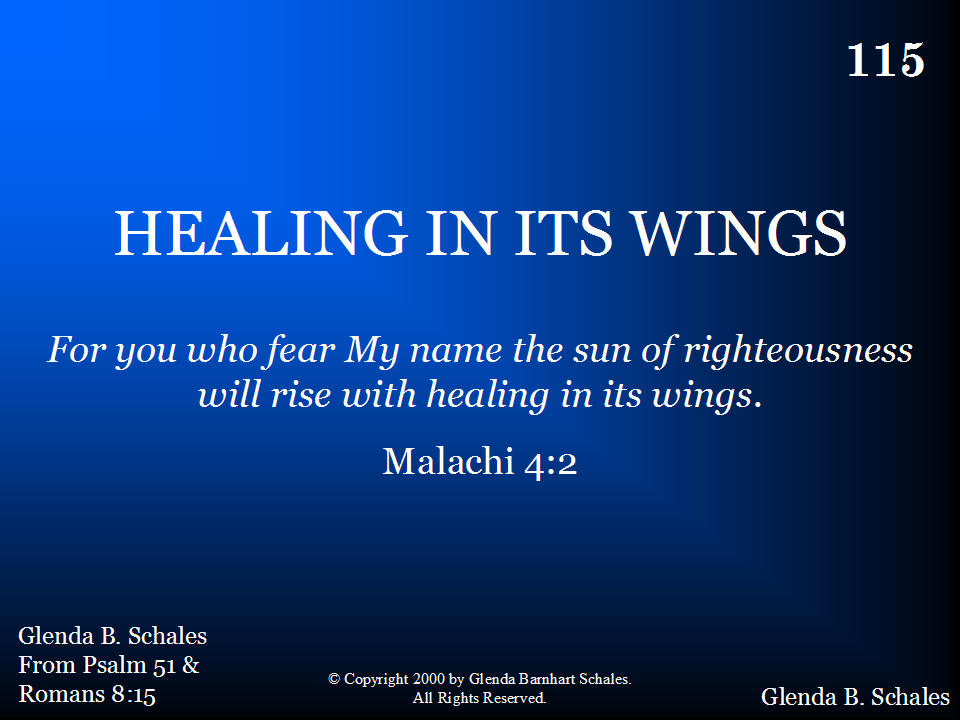 115
HEALING IN ITS WINGS
For you who fear My name the sun of righteousness
will rise with healing in its wings.
Malachi 4:2
Glenda B. Schales
From Psalm 51 &
Romans 8:15
© Copyright 2000 by Glenda Barnhart Schales.
All Rights Reserved.
Glenda B. Schales